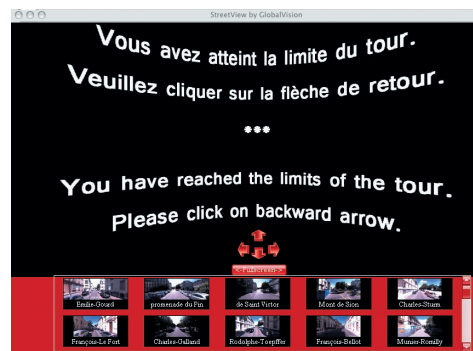 StreetView by GlobalVision
Vous avez atteint la limite du tour.
Veuillez cliquer sur la flèche de retour.
***
You have reached the limits of the tour.
Please click on backward arrow.
<-Fullscreen->
Emilie-Gourd promenade du Pin de Saint Victor Mont de Sion Charles-Sturm
François-Le Fort Charles-Galland Rodolphe-Toepffer François-Bellot Munier-Romilly